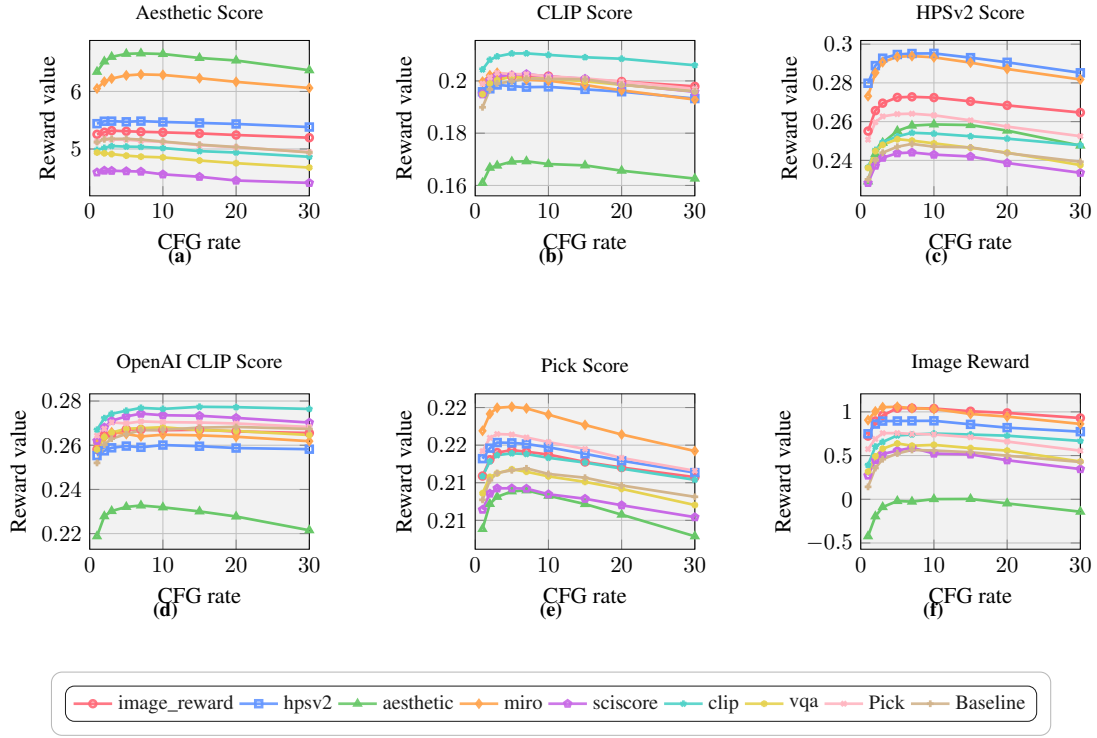 Aesthetic Score
Reward value
6
5
0 10 20 30
CFG rate
(a)
CLIP Score
Reward value
0.2
0.18
0.16
0 10 20 30
CFG rate
(b)
HPSv2 Score
Reward value
0.3
0.28
0.26
0.24
0 10 20 30
CFG rate
(c)
OpenAI CLIP Score
Reward value
0.28
0.26
0.24
0.22
0 10 20 30
CFG rate
(d)
Pick Score
Reward value
0.22
0.22
0.21
0.21
0 10 20 30
CFG rate
(e)
Image Reward
Reward value
1
0.5
0
−0.5
0 10 20 30
CFG rate
(f)
image_reward hpsv2 aesthetic miro sciscore clip vqa Pick Baseline